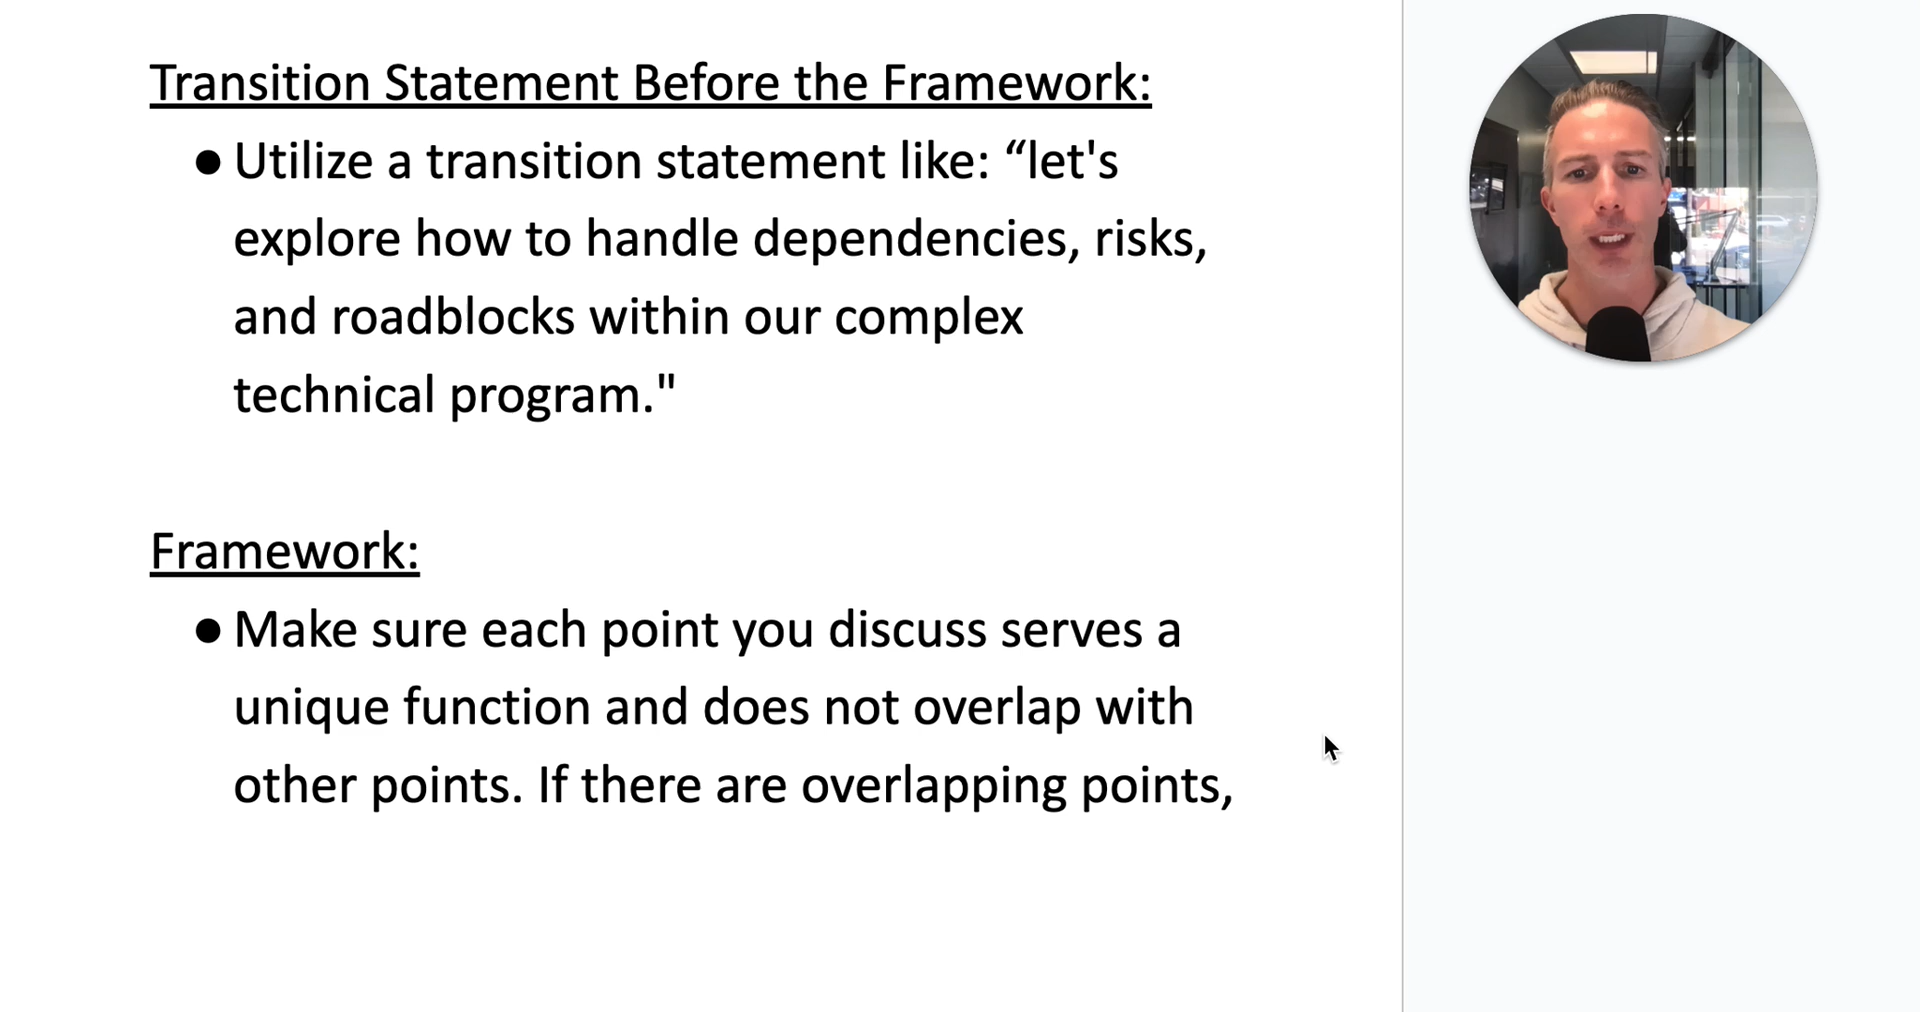 Transition Statement Before the Framework:
● Utilize a transition statement like: “let's
explore how to handle dependencies, risks,
and roadblocks within our complex
technical program."
Framework:
● Make sure each point you discuss serves a
unique function and does not overlap with
other points. If there are overlapping points,